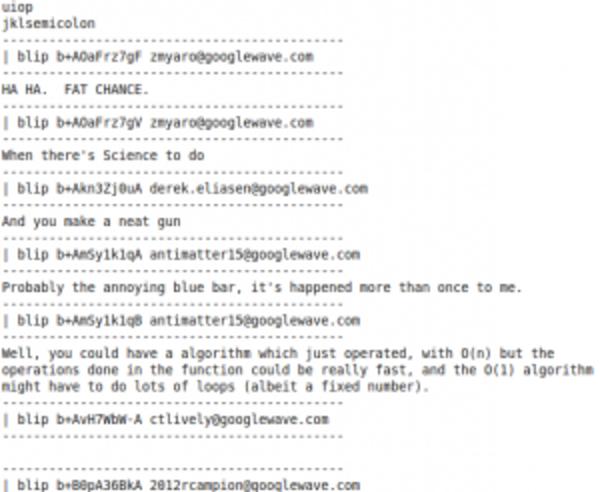 uiop
jklsemicolon
----------------------------------------------
| blip b+AOaFrz7gF zmyaro@googlewave.com
----------------------------------------------
HA HA.  FAT CHANCE.
----------------------------------------------
| blip b+AOaFrz7gV zmyaro@googlewave.com
----------------------------------------------
When there's Science to do
----------------------------------------------
| blip b+Akn3Zj0uA derek.eliasen@googlewave.com
----------------------------------------------
And you make a neat gun
----------------------------------------------
| blip b+AmSy1k1qA antimatter15@googlewave.com
----------------------------------------------
Probably the annoying blue bar, it's happened more than once to me.
----------------------------------------------
| blip b+AmSy1k1qB antimatter15@googlewave.com
----------------------------------------------
Well, you could have a algorithm which just operated, with O(n) but the
operations done in the function could be really fast, and the O(1) algorithm
might have to do lots of loops (albeit a fixed number).
----------------------------------------------
| blip b+AvH7WbW-A ctlively@googlewave.com
----------------------------------------------
----------------------------------------------
| blip b+B0pA36BkA 2012rcampion@googlewave.com